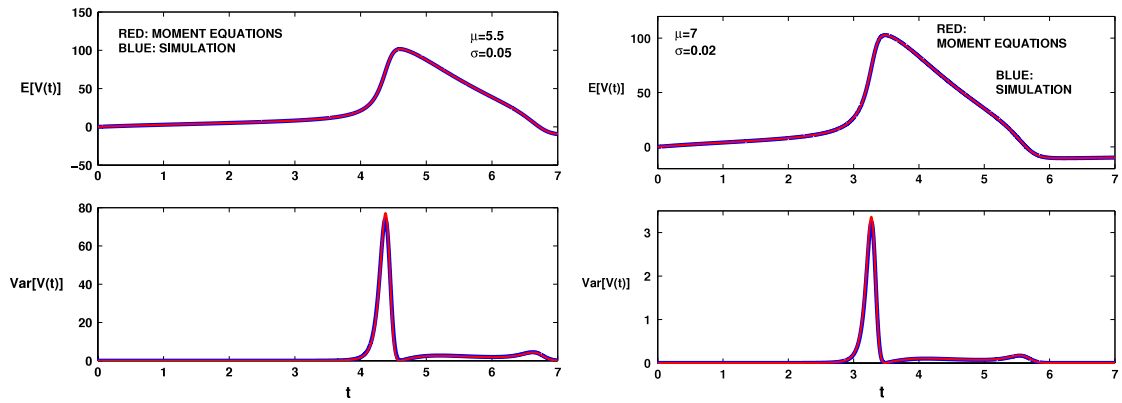 150
100
50
0
−50
E[V(t)]
RED: MOMENT EQUATIONS
BLUE: SIMULATION
μ=5.5
σ=0.05
0 1 2 3 4 5 6 7
80
60
40
20
0
Var[V(t)]
0 1 2 3 4 5 6 7
t
100
50
0
E[V(t)]
μ=7
σ=0.02
RED:
MOMENT EQUATIONS
BLUE:
SIMULATION
0 1 2 3 4 5 6 7
3
2
1
0
Var[V(t)]
0 1 2 3 4 5 6 7
t